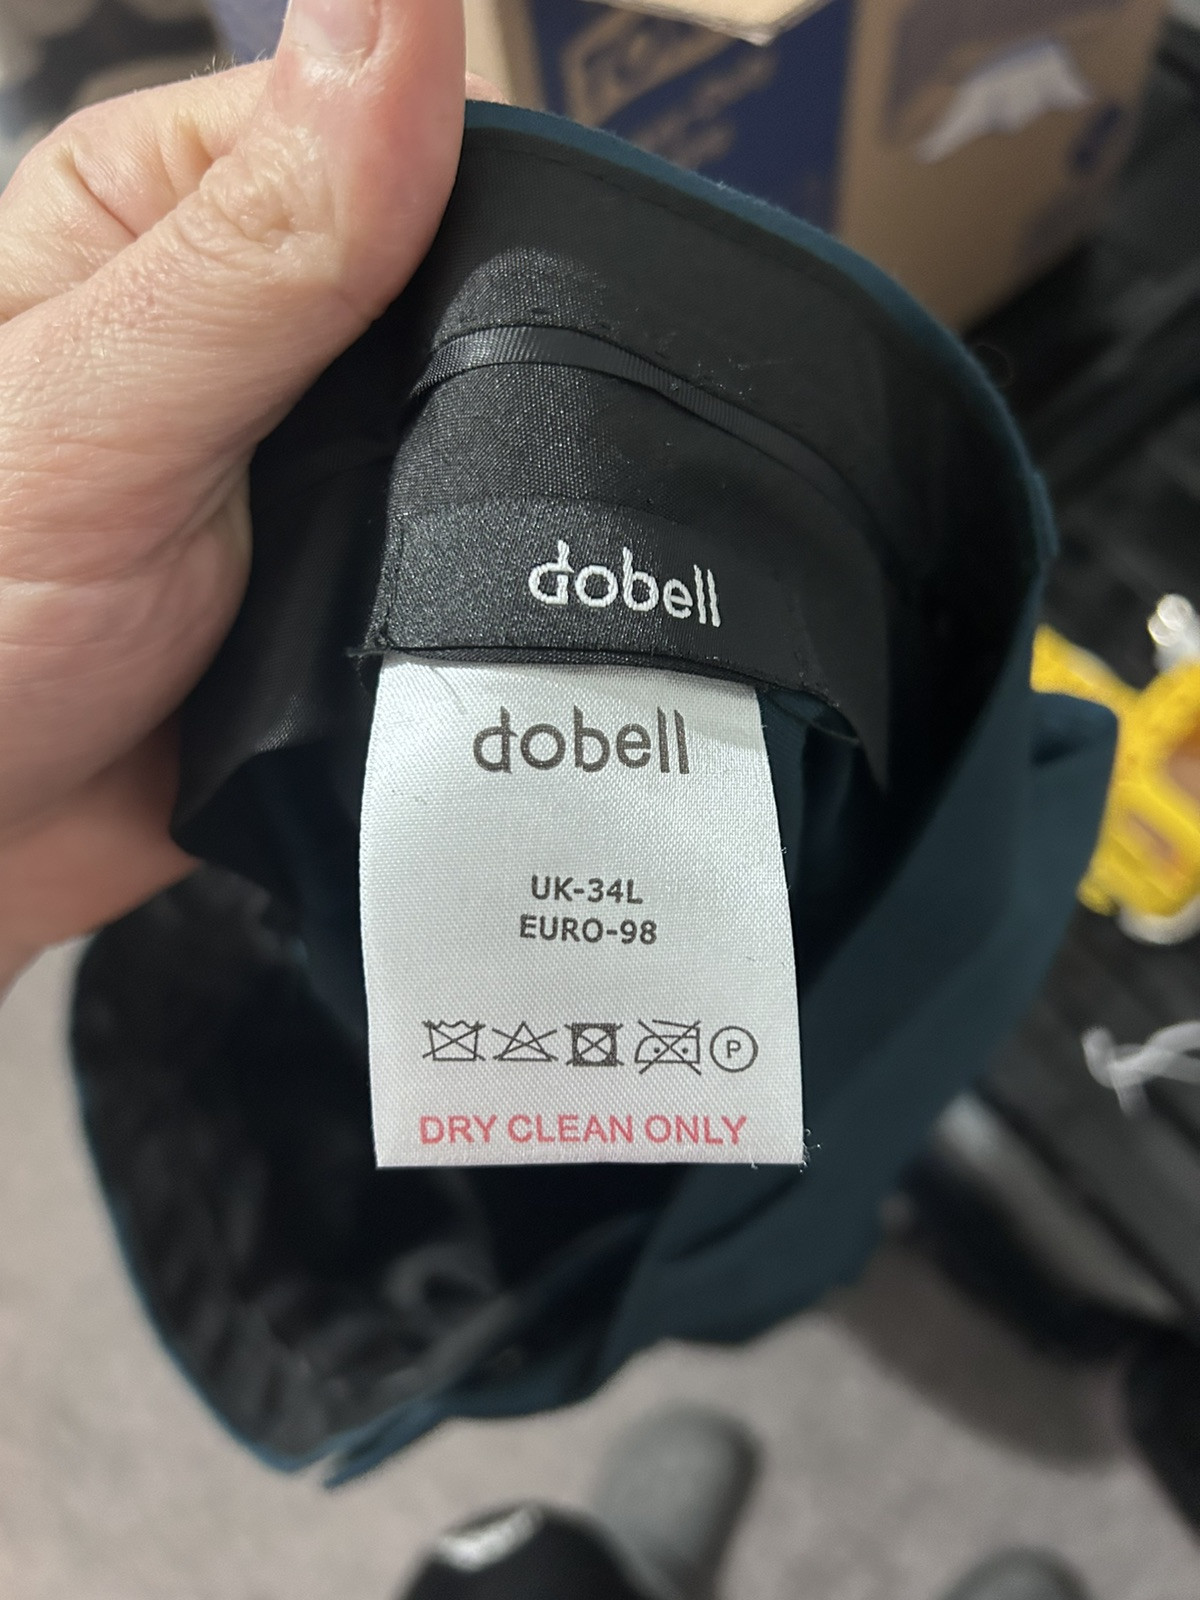 dobell
dobell
UK-34L
EURO-98
P
DRY CLEAN ONLY